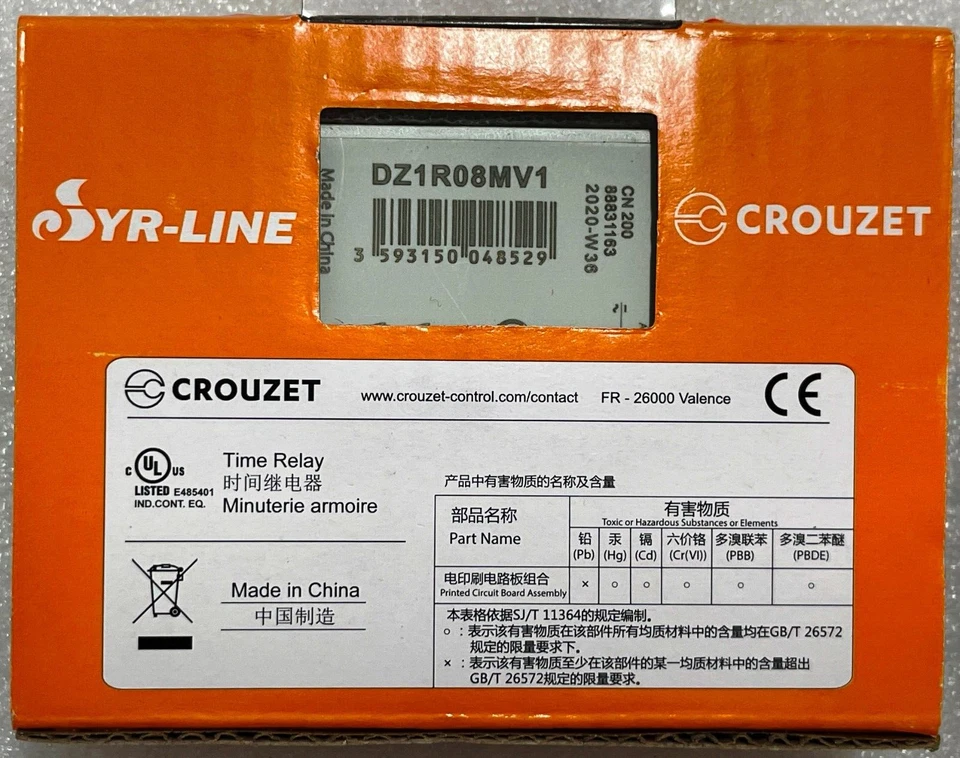 SYR-LINE
Made in China
DZ1R08MV1
3 593150 048529
CN 200
88831163
2020-W36
CROUZET
CROUZET
www.crouzet-control.com/contact
FR - 26000 Valence
CE
C UL US
LISTED E485401
IND.CONT. EQ.
Time Relay
时间继电器
Minuterie armoire
Made in China
中国制造
产品中有害物质的名称及含量
部品名称
Part Name
有害物质
Toxic or Hazardous Substances or Elements
铅 汞 镉 六价铬 多溴联苯 多溴二苯醚
(Pb) (Hg) (Cd) (Cr(VI)) (PBB) (PBDE)
电印刷电路板组合
Printed Circuit Board Assembly
× ○ ○ ○ ○ ○
本表格依据SJ/T 11364的规定编制。
○ : 表示该有害物质在该部件所有均质材料中的含量均在GB/T 26572
规定的限量要求下。
× : 表示该有害物质至少在该部件的某一均质材料中的含量超出
GB/T 26572规定的限量要求。